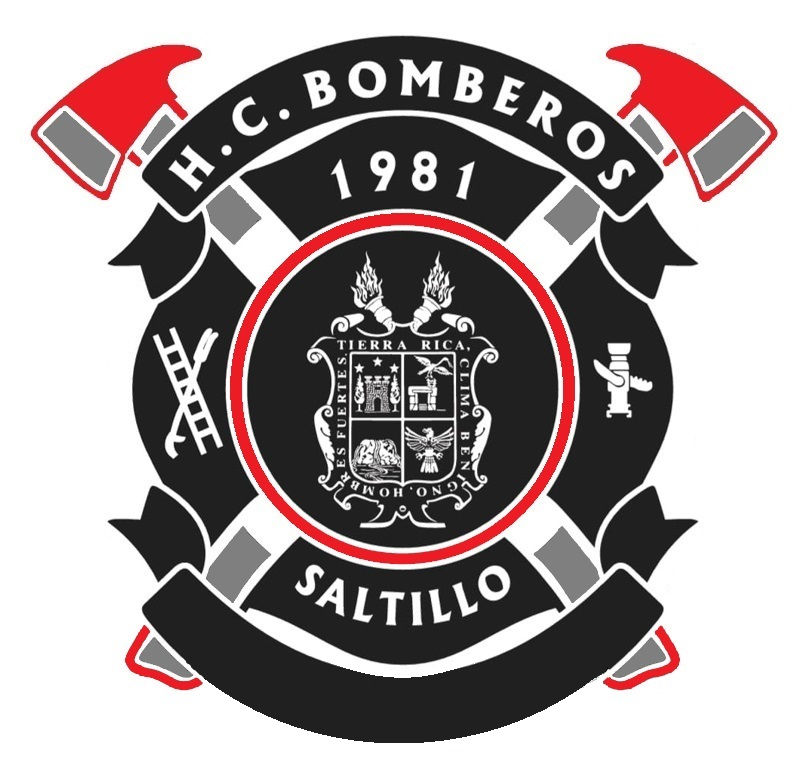 H.C. BOMBEROS
1981
TIERRA RICA, CLIMA BENIGNO, HOMBRES FUERTES.
SALTILLO